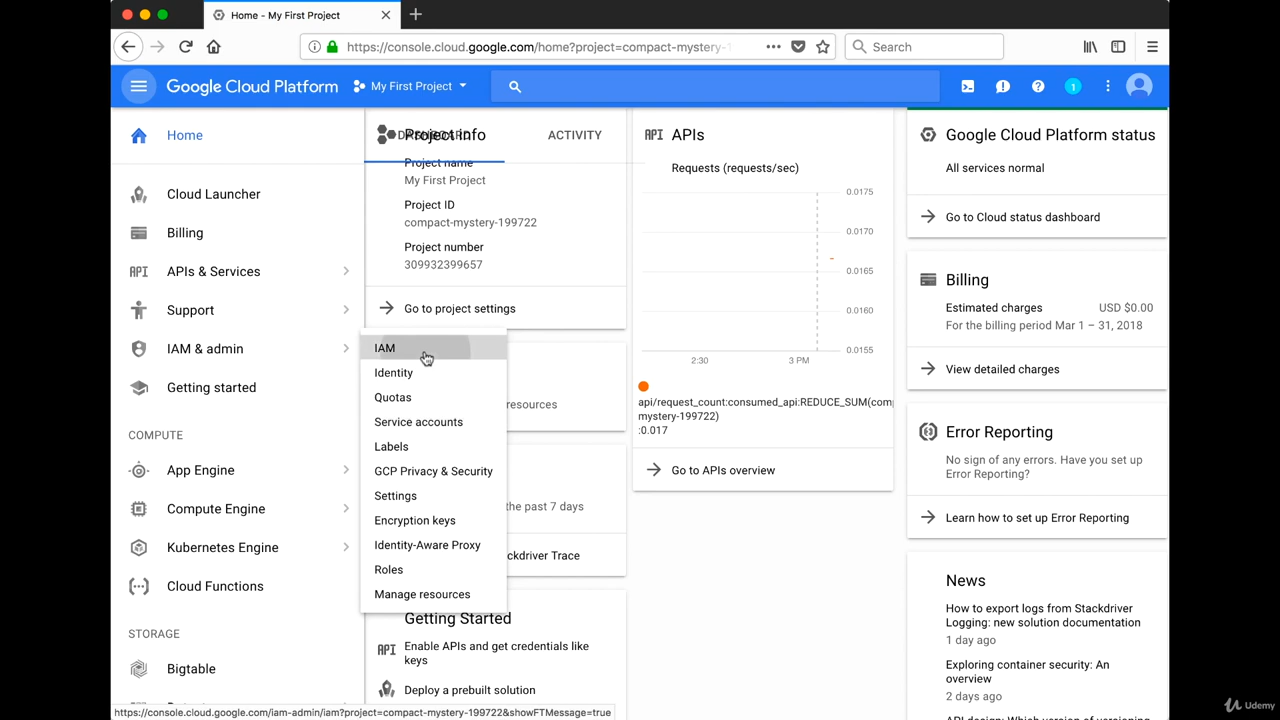 Home - My First Project
https://console.cloud.google.com/home?project=compact-mystery-1
Search
Google Cloud Platform
My First Project
1
Home
Cloud Launcher
Billing
API APIs & Services
Support
IAM & admin
Getting started
COMPUTE
App Engine
Compute Engine
Kubernetes Engine
Cloud Functions
STORAGE
Bigtable
Project Info
ACTIVITY
Project name
My First Project
Project ID
compact-mystery-199722
Project number
309932399657
Go to project settings
IAM
Identity
Quotas
Service accounts
Labels
GCP Privacy & Security
Settings
Encryption keys
Identity-Aware Proxy
Roles
Manage resources
resources
the past 7 days
ckdriver Trace
Getting Started
API Enable APIs and get credentials like
keys
Deploy a prebuilt solution
API APIs
Requests (requests/sec)
0.0175
0.0170
0.0165
0.0160
0.0155
2:30
3 PM
api/request_count:consumed_api:REDUCE_SUM(com
mystery-199722)
:0.017
Go to APIs overview
Google Cloud Platform status
All services normal
Go to Cloud status dashboard
Billing
Estimated charges USD $0.00
For the billing period Mar 1 – 31, 2018
View detailed charges
Error Reporting
No sign of any errors. Have you set up
Error Reporting?
Learn how to set up Error Reporting
News
How to export logs from Stackdriver
Logging: new solution documentation
1 day ago
Exploring container security: An
overview
2 days ago
API design: Which version of versioning
https://console.cloud.google.com/iam-admin/iam?project=compact-mystery-199722&showFTMessage=true
Udemy